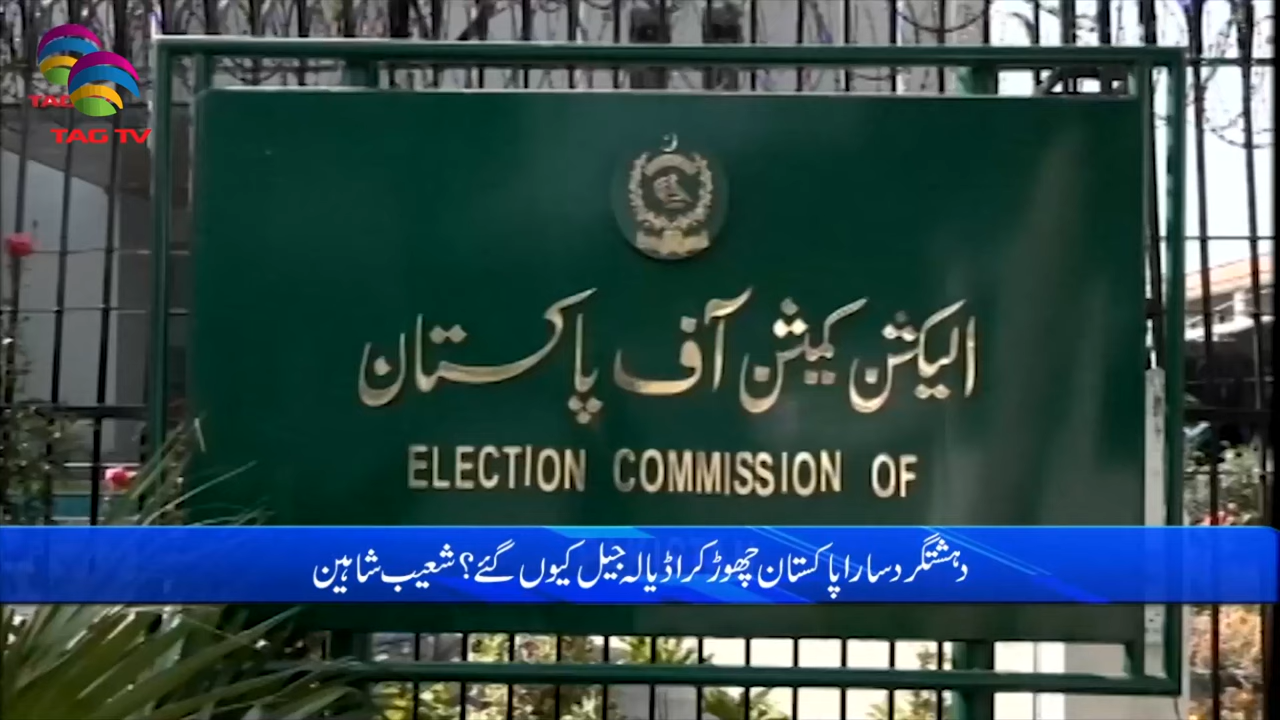 TAG TV
الیکشن کمیشن آف پاکستان
ELECTION COMMISSION OF
دہشتگرد سارا پاکستان چھوڑ کر اڈیالہ جیل کیوں گئے؟ شعیب شاہین